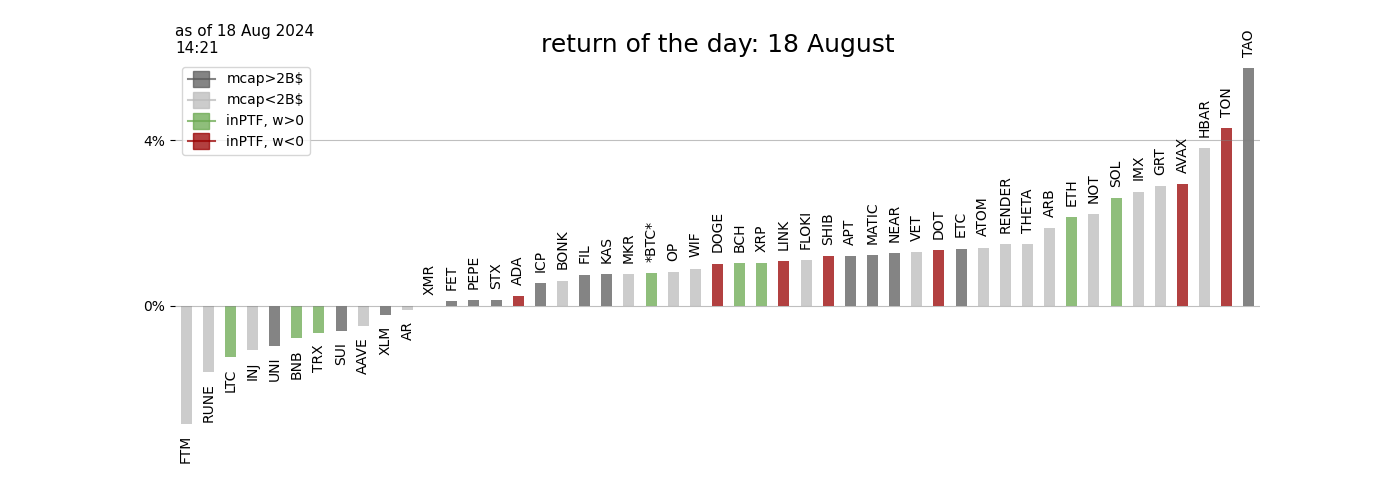 as of 18 Aug 2024
14:21
return of the day: 18 August
mcap>2B$
mcap<2B$
inPTF, w>0
inPTF, w<0
4%
0%
FTM
RUNE
LTC
INJ
UNI
BNB
TRX
SUI
AAVE
XLM
AR
XMR
FET
PEPE
STX
ADA
ICP
BONK
FIL
KAS
MKR
*BTC*
OP
WIF
DOGE
BCH
XRP
LINK
FLOKI
SHIB
APT
MATIC
NEAR
VET
DOT
ETC
ATOM
RENDER
THETA
ARB
ETH
NOT
SOL
IMX
GRT
AVAX
HBAR
TON
TAO